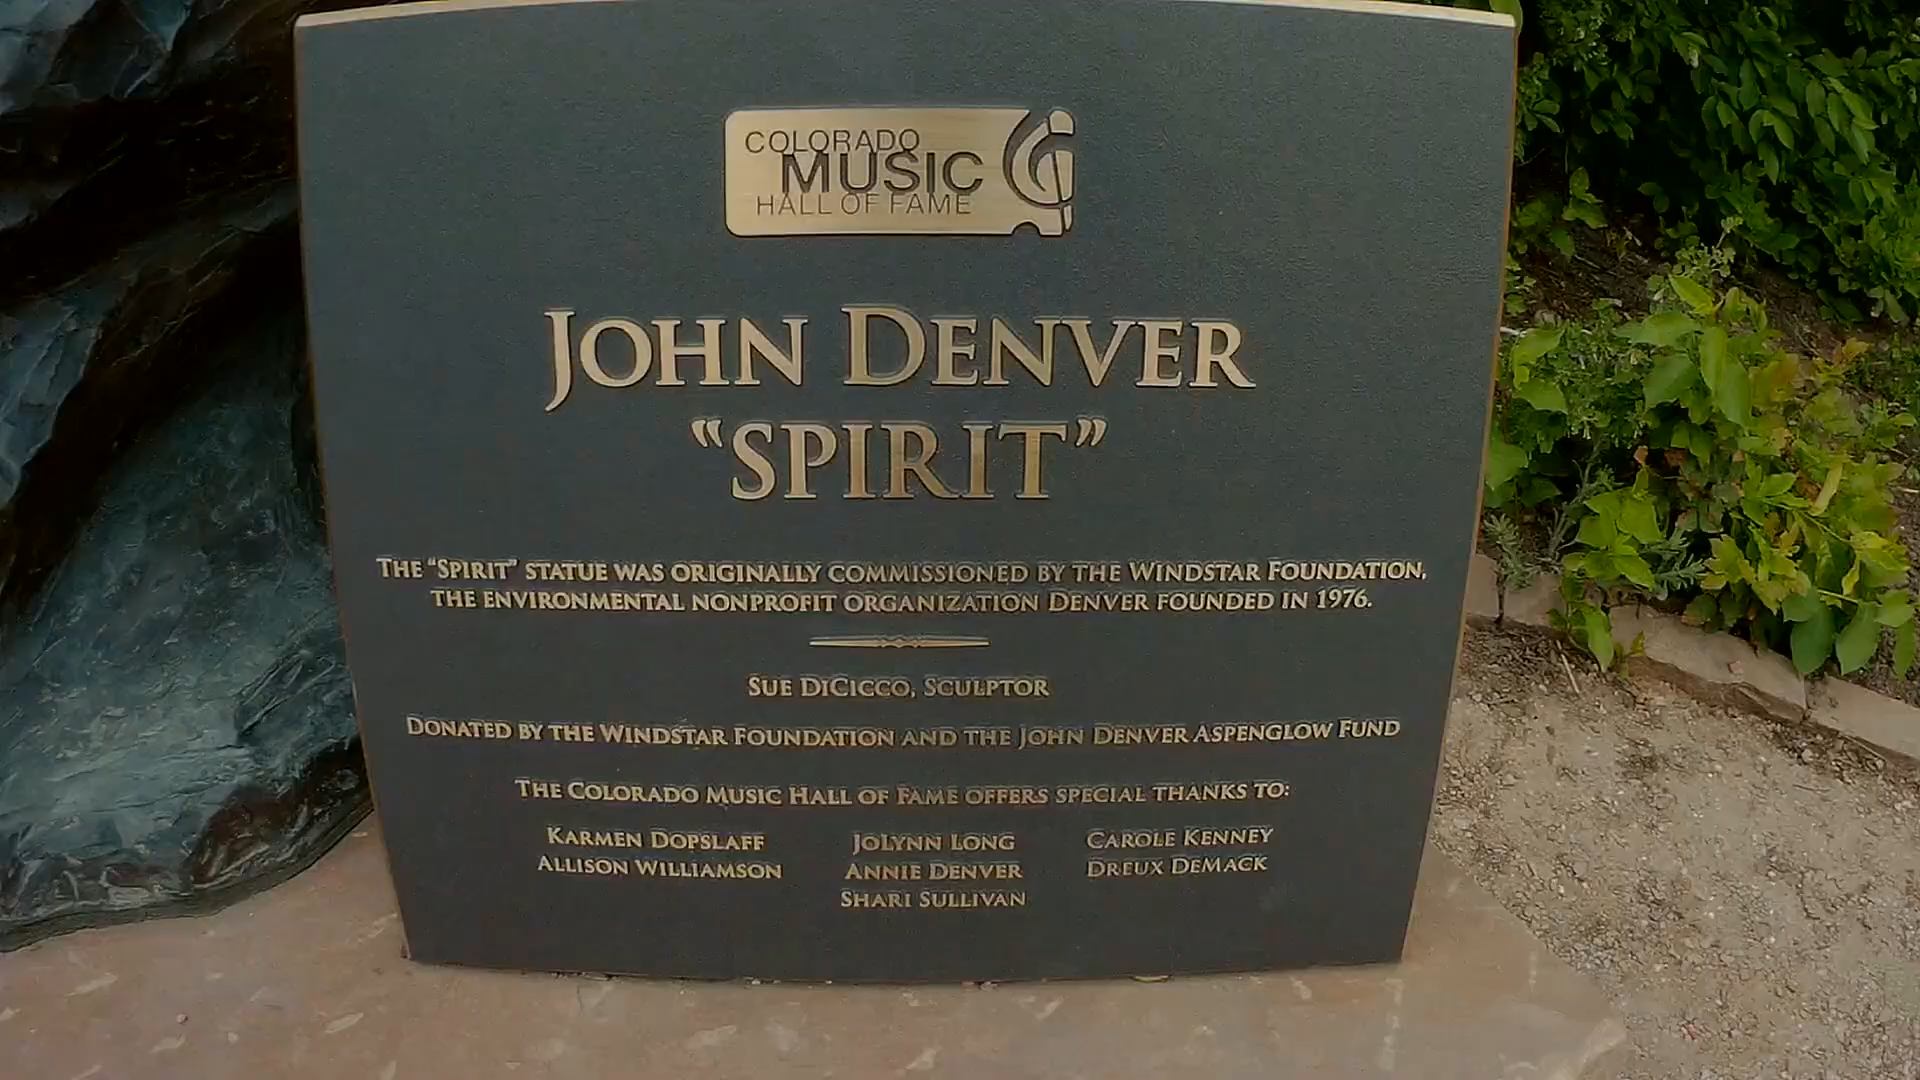 COLORADO
MUSIC
HALL OF FAME
JOHN DENVER
“SPIRIT”
THE “SPIRIT” STATUE WAS ORIGINALLY COMMISSIONED BY THE WINDSTAR FOUNDATION,
THE ENVIRONMENTAL NONPROFIT ORGANIZATION DENVER FOUNDED IN 1976.
SUE DICICCO, SCULPTOR
DONATED BY THE WINDSTAR FOUNDATION AND THE JOHN DENVER ASPENGLOW FUND
THE COLORADO MUSIC HALL OF FAME OFFERS SPECIAL THANKS TO:
KARMEN DOPSLAFF JOLYNN LONG CAROLE KENNEY
ALLISON WILLIAMSON ANNIE DENVER DREUX DEMACK
SHARI SULLIVAN